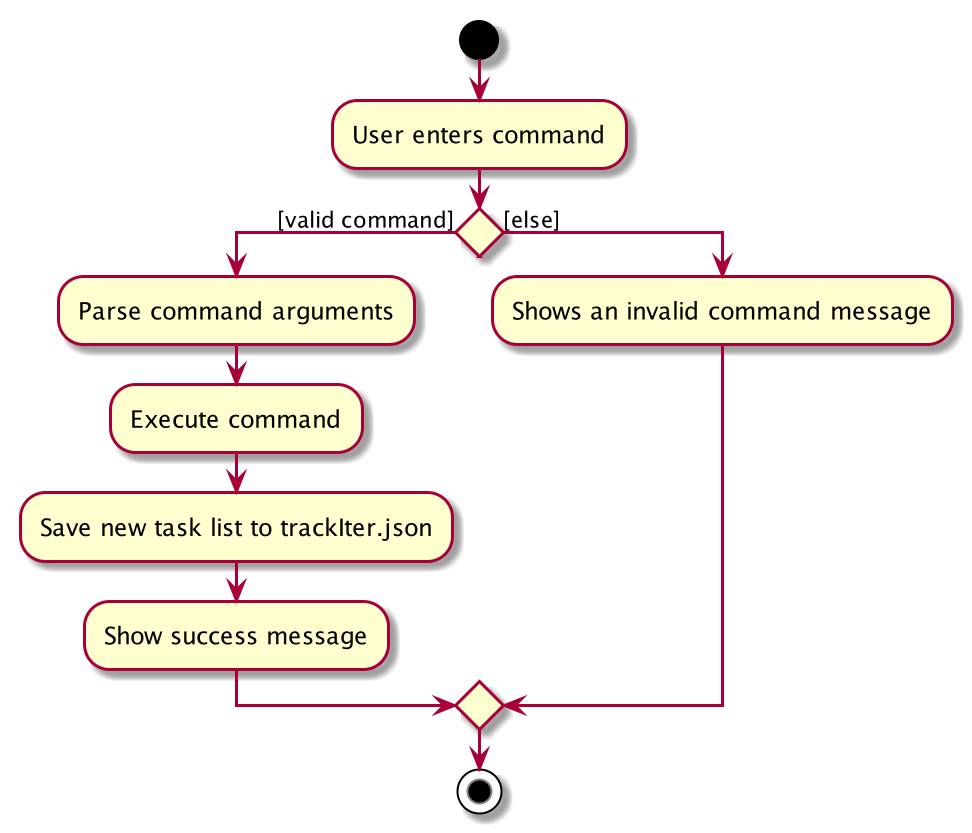 User enters command
[valid command]
[else]
Parse command arguments
Shows an invalid command message
Execute command
Save new task list to trackIter.json
Show success message